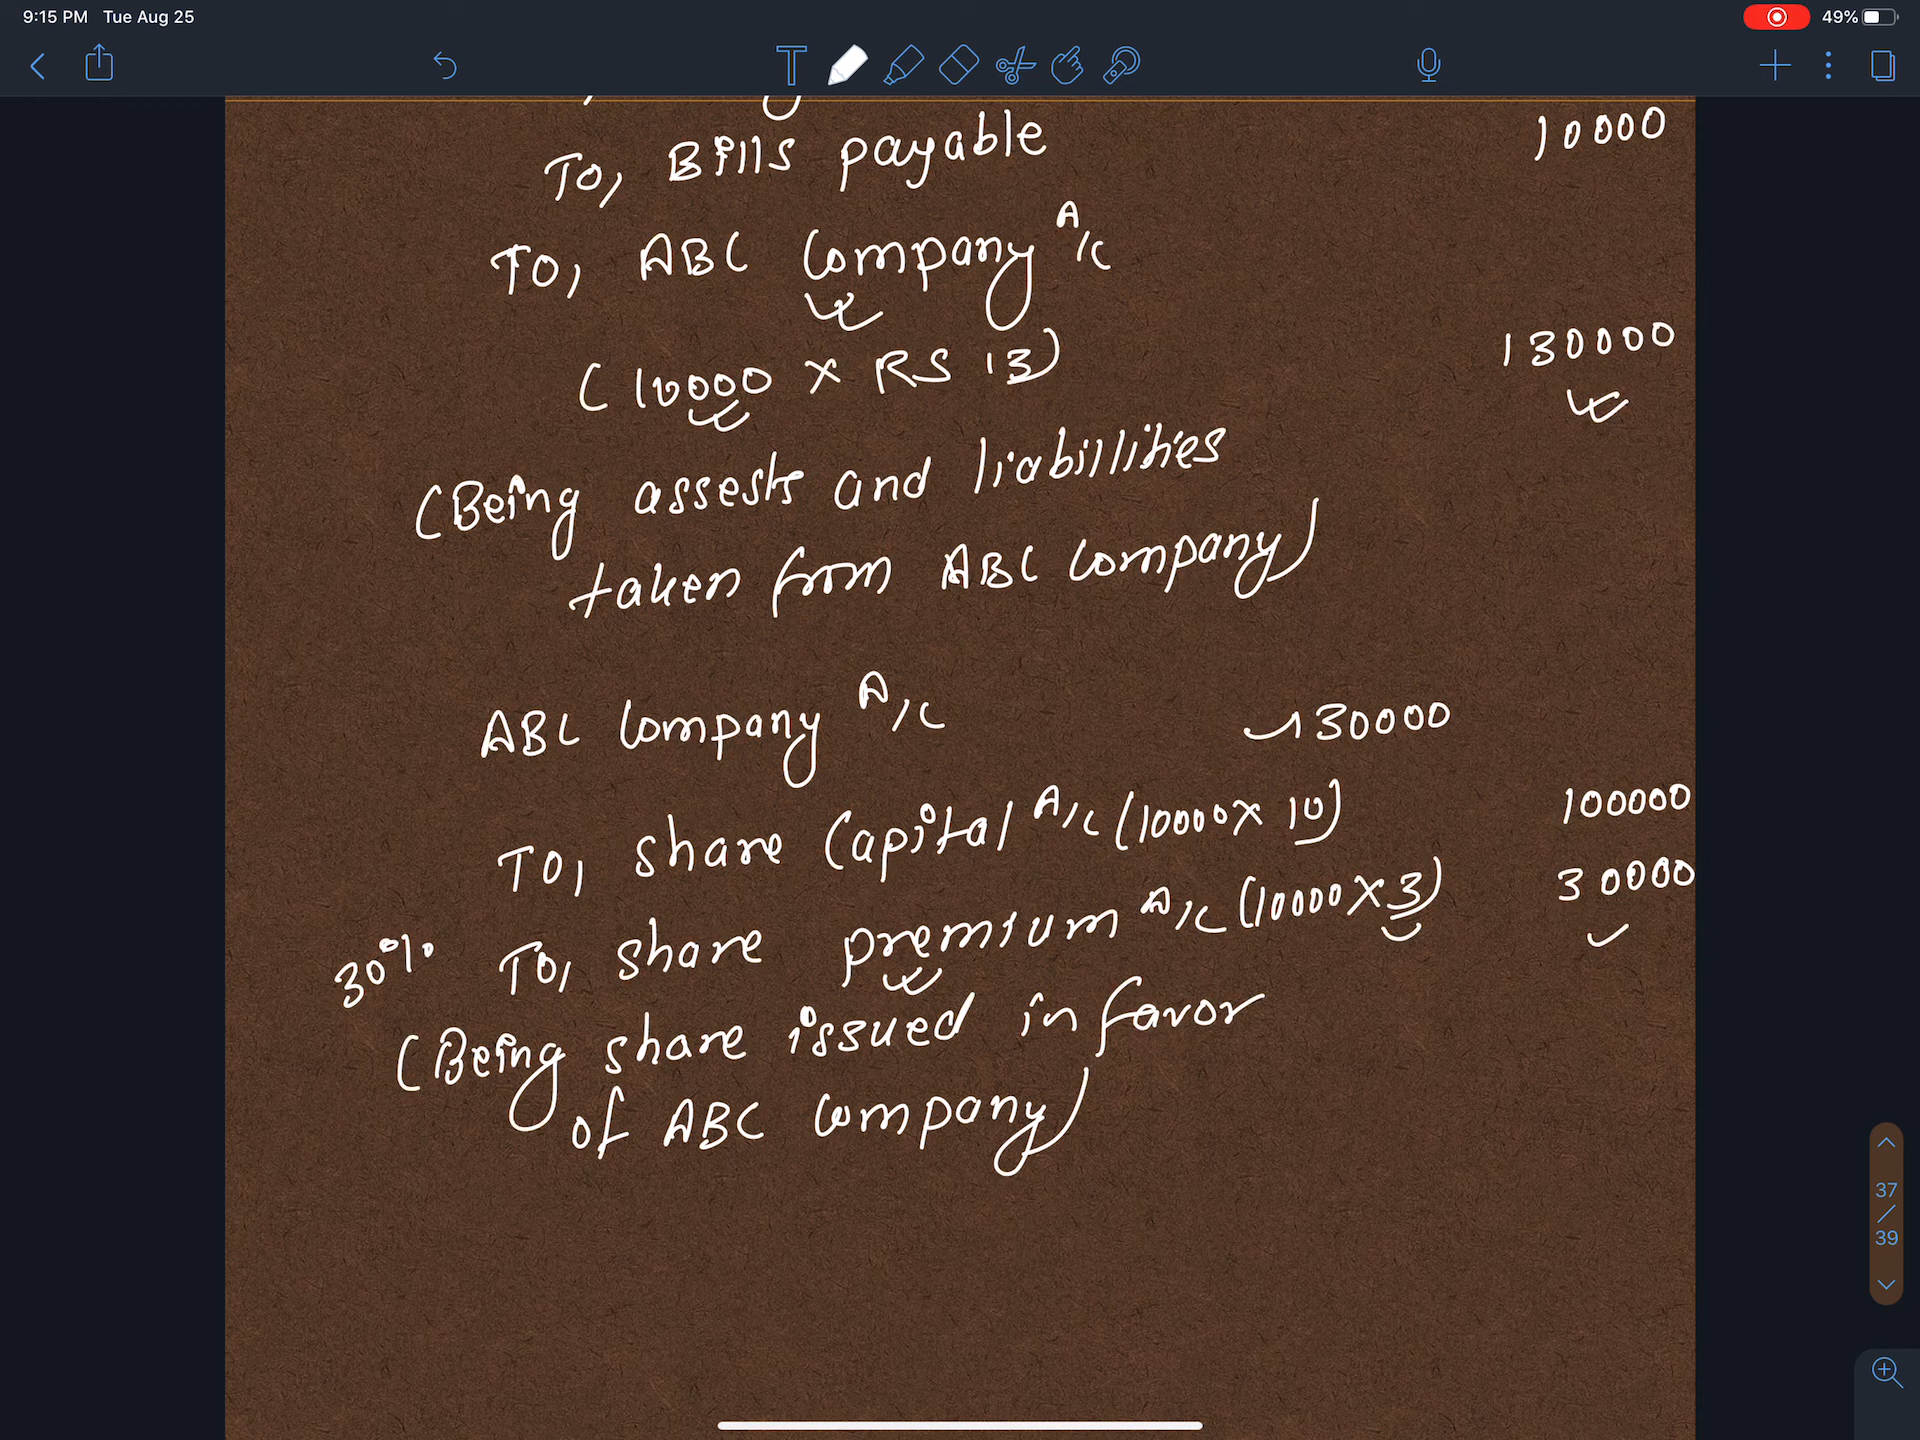 9:15 PM Tue Aug 25
49%
To, Bills payable 10000
To, ABC Company A/c
(10000 × RS 13) 130000
(Being assests and liabillities
taken from ABC Company)
ABC Company A/c 130000
To, share Capital A/c (10000 × 10) 100000
30% To, share premium A/c (10000 × 3) 30000
(Being share issued in favor
of ABC Company)
37
/
39